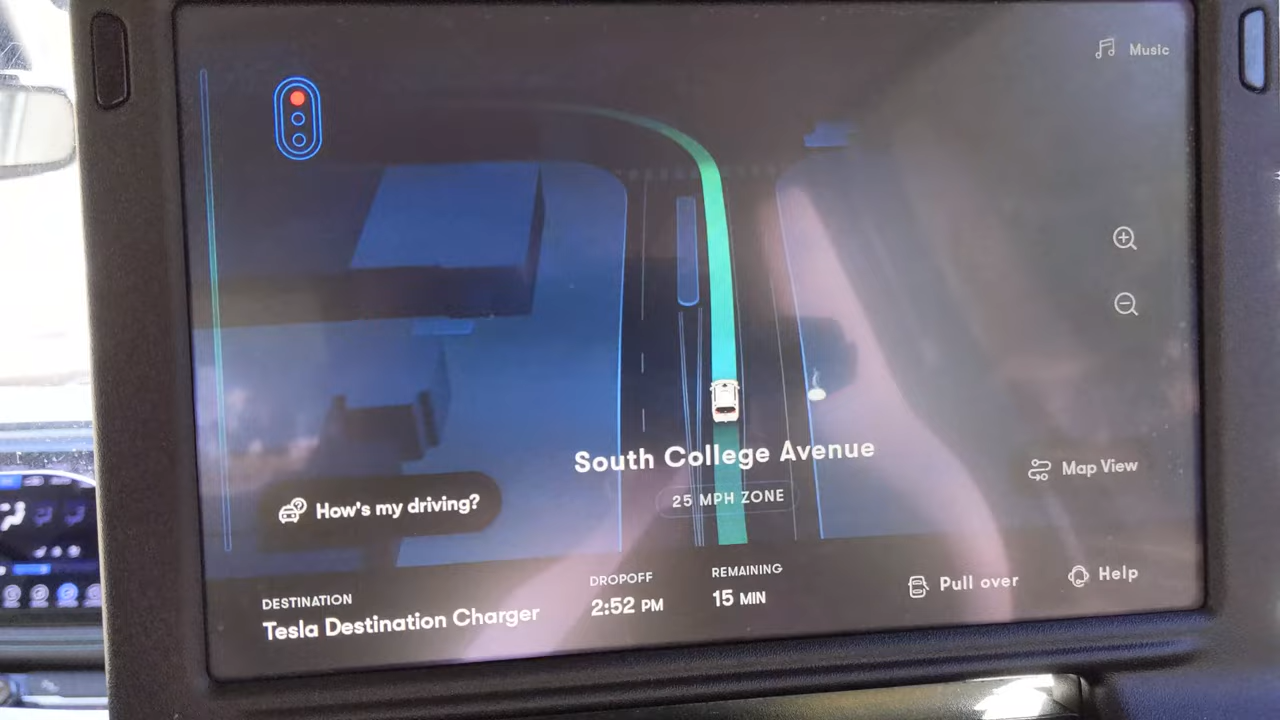 Music
South College Avenue
25 MPH ZONE
Map View
How's my driving?
DESTINATION
Tesla Destination Charger
DROPOFF
2:52 PM
REMAINING
15 MIN
Pull over
Help